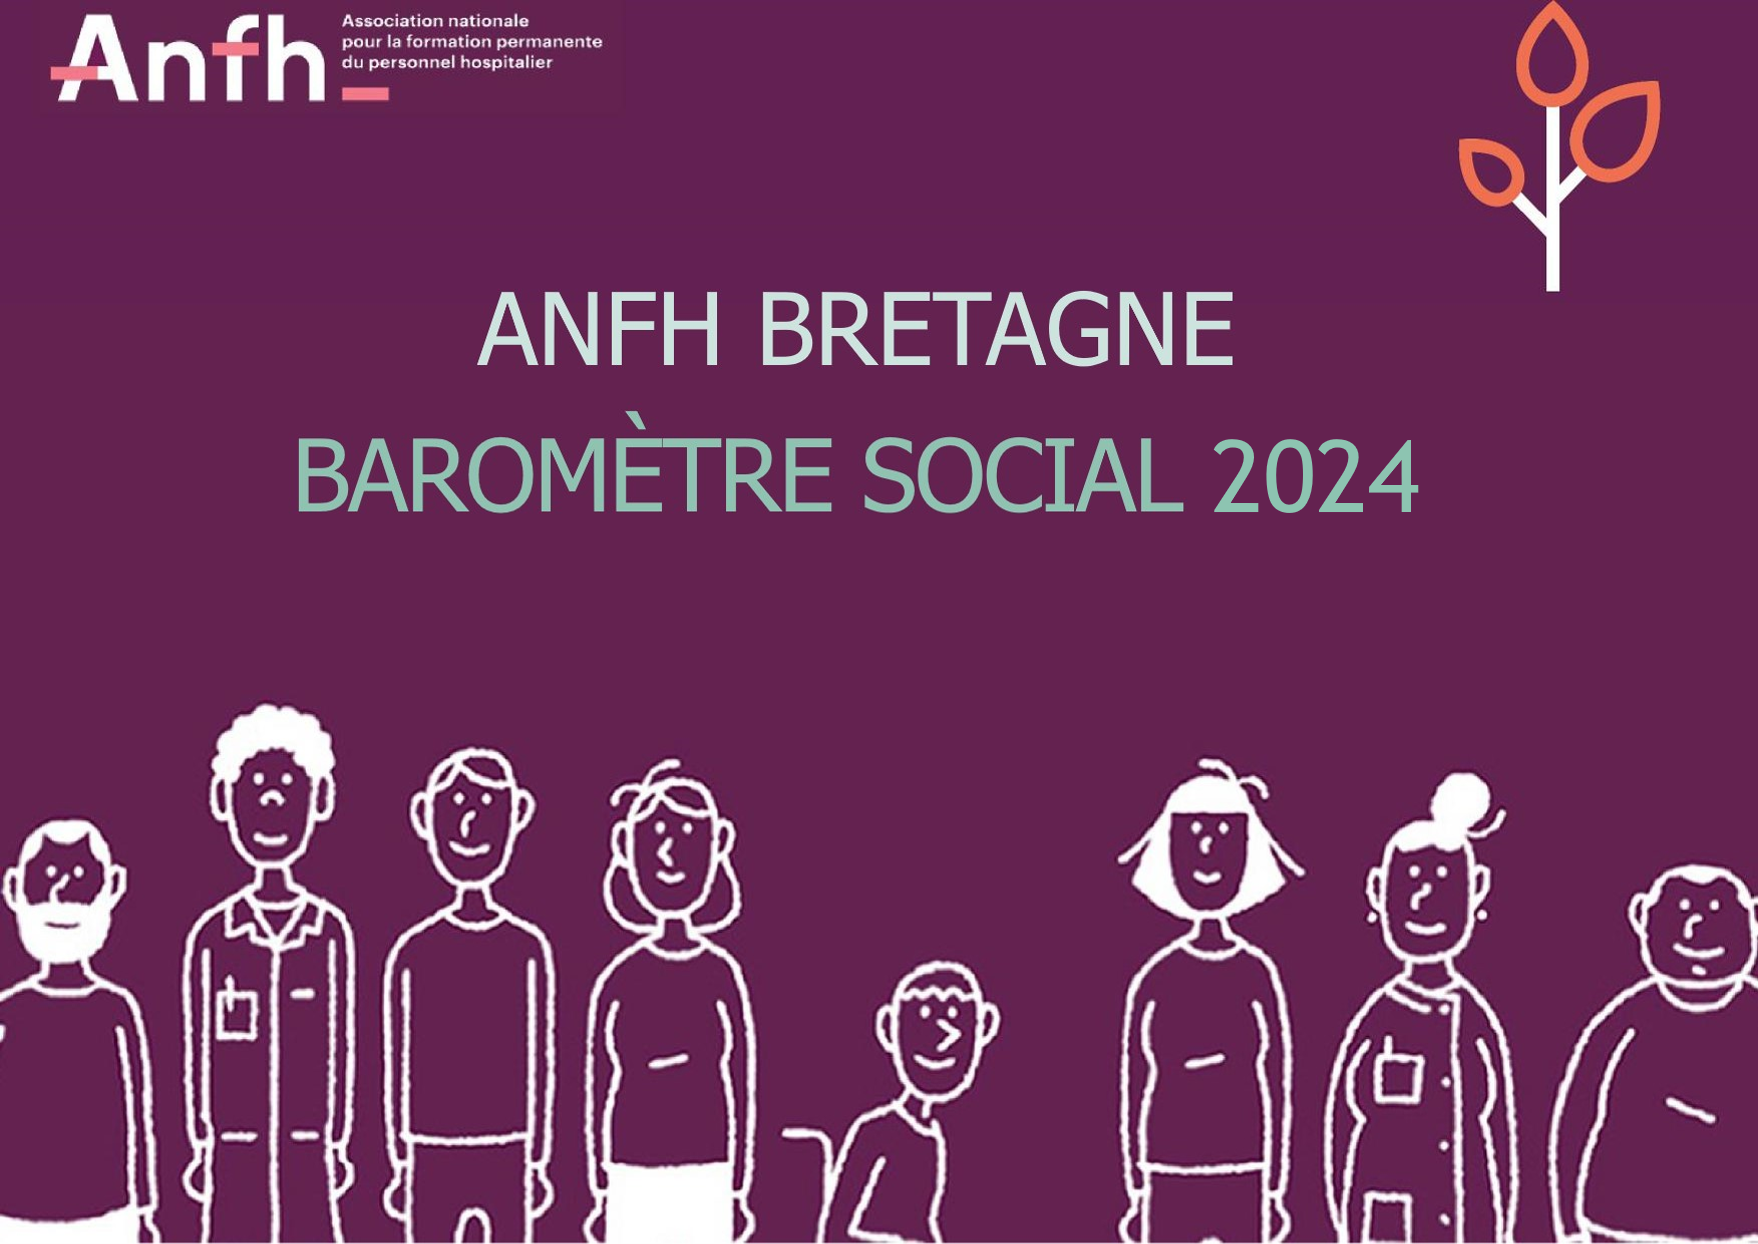 Anfh
Association nationale
pour la formation permanente
du personnel hospitalier
ANFH BRETAGNE
BAROMÈTRE SOCIAL 2024